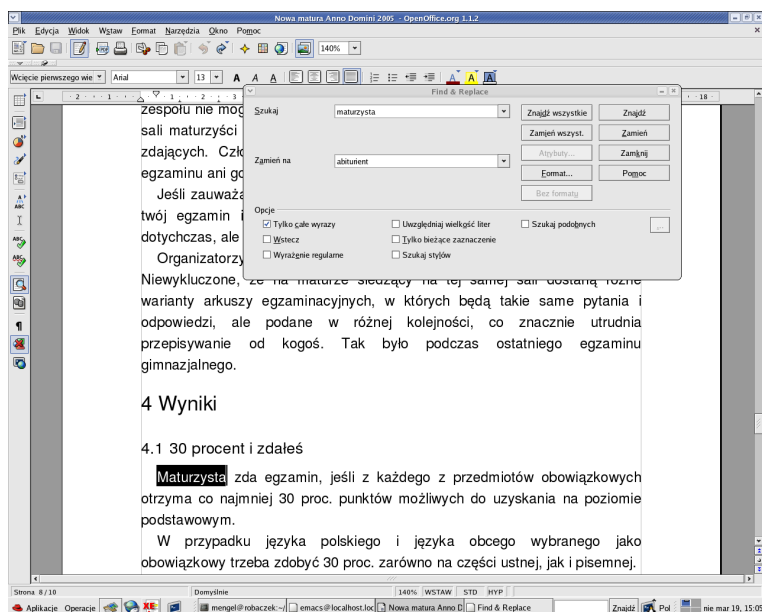 Nowa matura Anno Domini 2005 - OpenOffice.org 1.1.2
Plik Edycja Widok Wstaw Format Narzędzia Okno Pomoc
140%
Wcięcie pierwszego wie Arial 13
Find & Replace
Szukaj maturzysta Znajdź wszystkie Znajdź
Zamień wszyst. Zamień
Zamień na abiturient Atrybuty... Zamknij
Format... Pomoc
Bez formatu
Opcje
Tylko całe wyrazy Uwzględniaj wielkość liter Szukaj podobnych ...
Wstecz Tylko bieżące zaznaczenie
Wyrażenie regularne Szukaj stylów
zespołu nie mog
sali maturzyści
zdających. Czło
egzaminu ani go
Jeśli zauważa
twój egzamin i
dotychczas, ale
Organizatorzy
Niewykluczone, że na maturze siedzący na tej samej sali dostaną różne
warianty arkuszy egzaminacyjnych, w których będą takie same pytania i
odpowiedzi, ale podane w różnej kolejności, co znacznie utrudnia
przepisywanie od kogoś. Tak było podczas ostatniego egzaminu
gimnazjalnego.
4 Wyniki
4.1 30 procent i zdałeś
Maturzysta zda egzamin, jeśli z każdego z przedmiotów obowiązkowych
otrzyma co najmniej 30 proc. punktów możliwych do uzyskania na poziomie
podstawowym.
W przypadku języka polskiego i języka obcego wybranego jako
obowiązkowy trzeba zdobyć 30 proc. zarówno na części ustnej, jak i pisemnej.
Strona 8/10 Domyślnie 140% WSTAW STD HYP
Aplikacje Operacje mengel@robaczek:~/ emacs@localhost.loc Nowa matura Anno D Find & Replace Znajdź Pol nie mar 19, 15:05